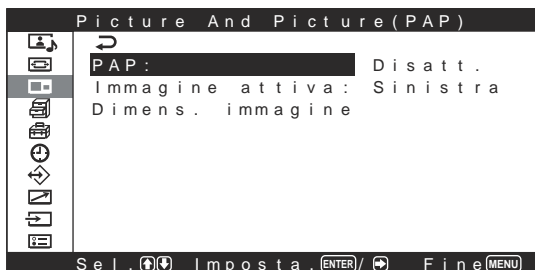 Picture And Picture(PAP)
PAP: Disatt.
Immagine attiva: Sinistra
Dimens. immagine
Sel. Imposta. ENTER / Fine MENU